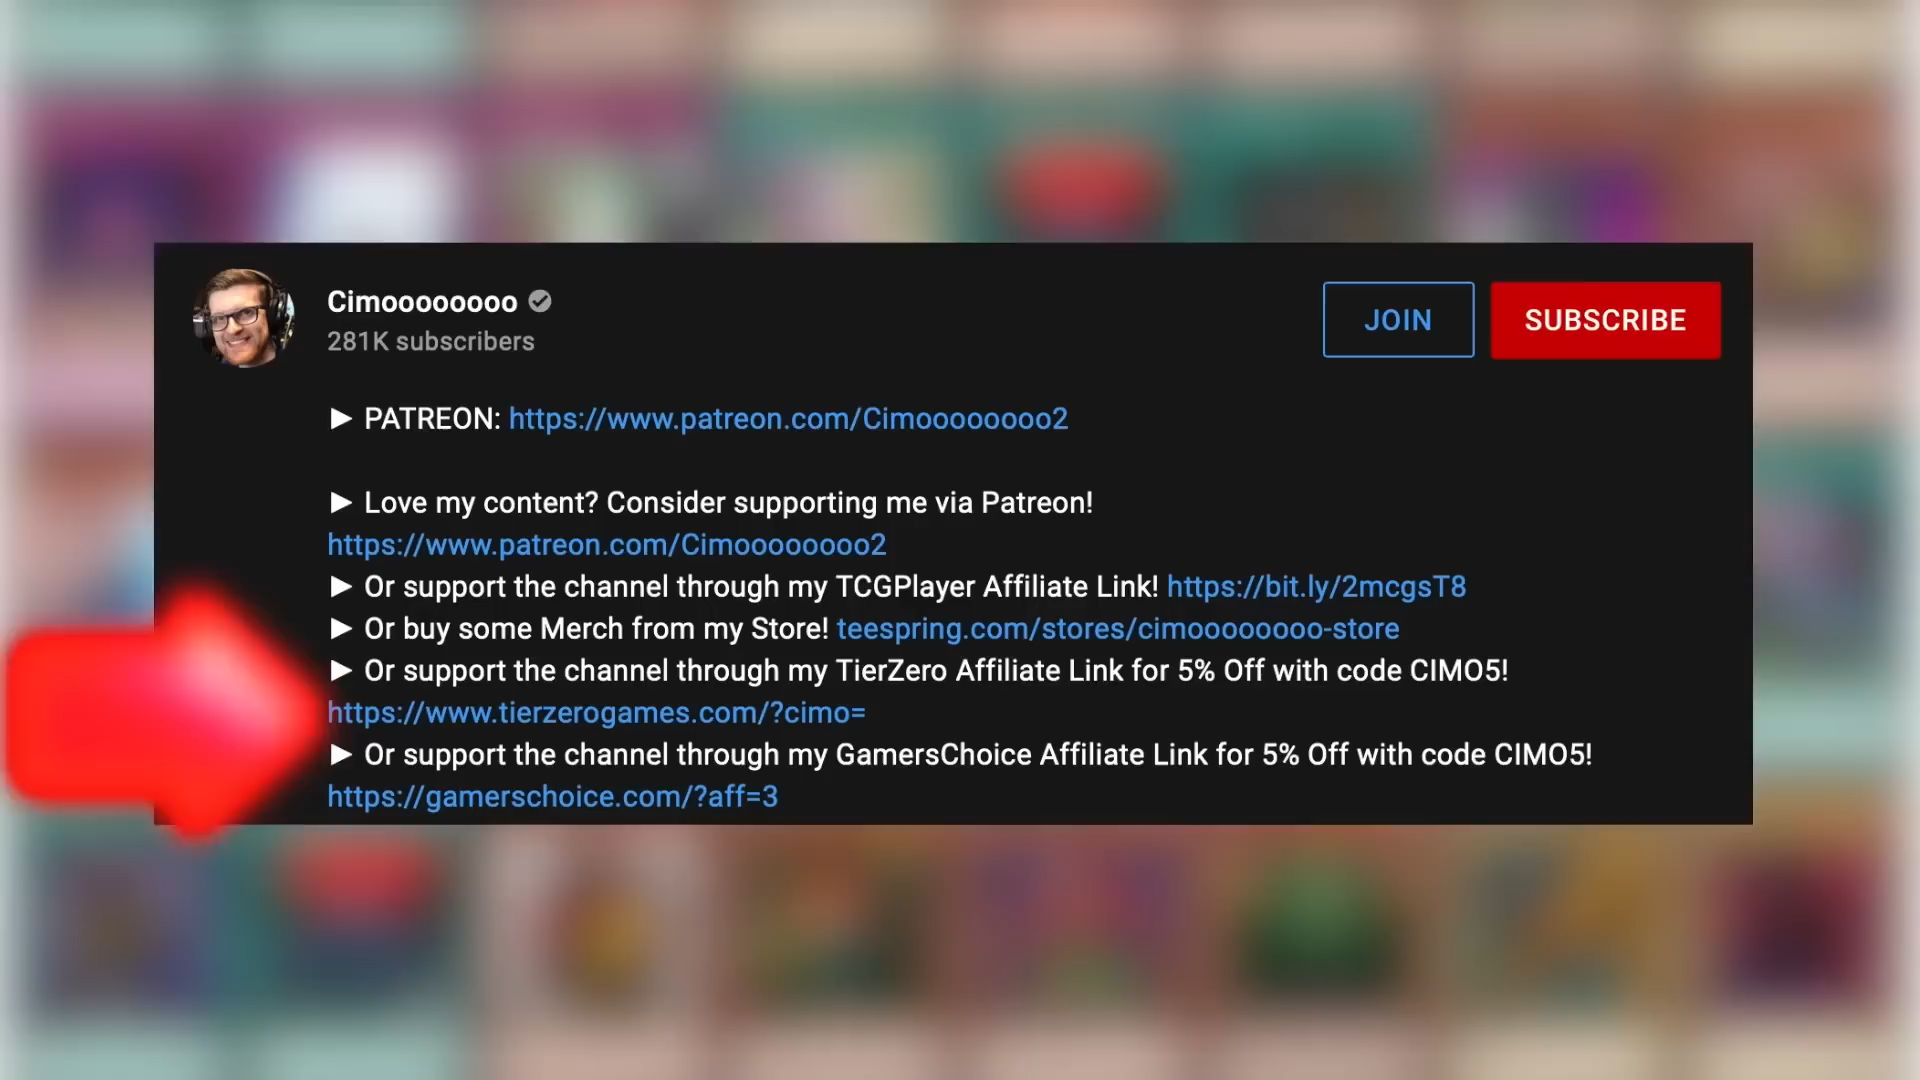 Cimoooooooo
281K subscribers
JOIN
SUBSCRIBE
► PATREON: https://www.patreon.com/Cimoooooooo2
► Love my content? Consider supporting me via Patreon!
https://www.patreon.com/Cimoooooooo2
► Or support the channel through my TCGPlayer Affiliate Link! https://bit.ly/2mcgsT8
► Or buy some Merch from my Store! teespring.com/stores/cimoooooooo-store
► Or support the channel through my TierZero Affiliate Link for 5% Off with code CIMO5!
https://www.tierzerogames.com/?cimo=
► Or support the channel through my GamersChoice Affiliate Link for 5% Off with code CIMO5!
https://gamerschoice.com/?aff=3